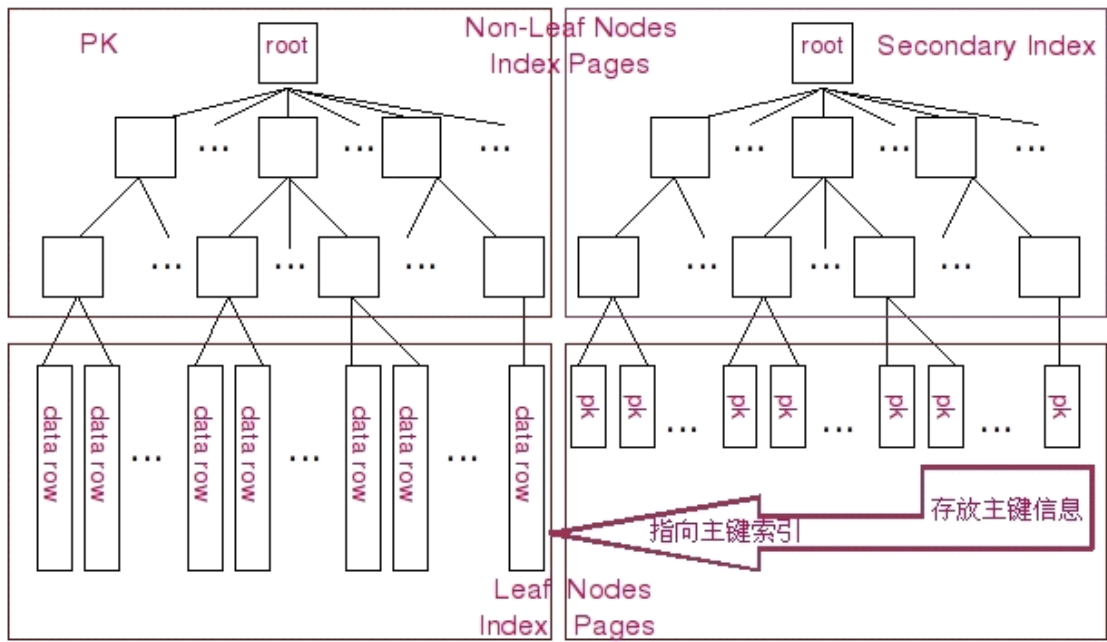 PK
root
Non-Leaf Nodes
Index Pages
root
Secondary Index
...
...
...
...
...
...
...
...
...
...
...
...
data row
data row
...
data row
data row
...
data row
data row
...
data row
pk
pk
...
pk
pk
...
pk
pk
...
pk
存放主键信息
指向主键索引
Leaf Nodes
Index Pages